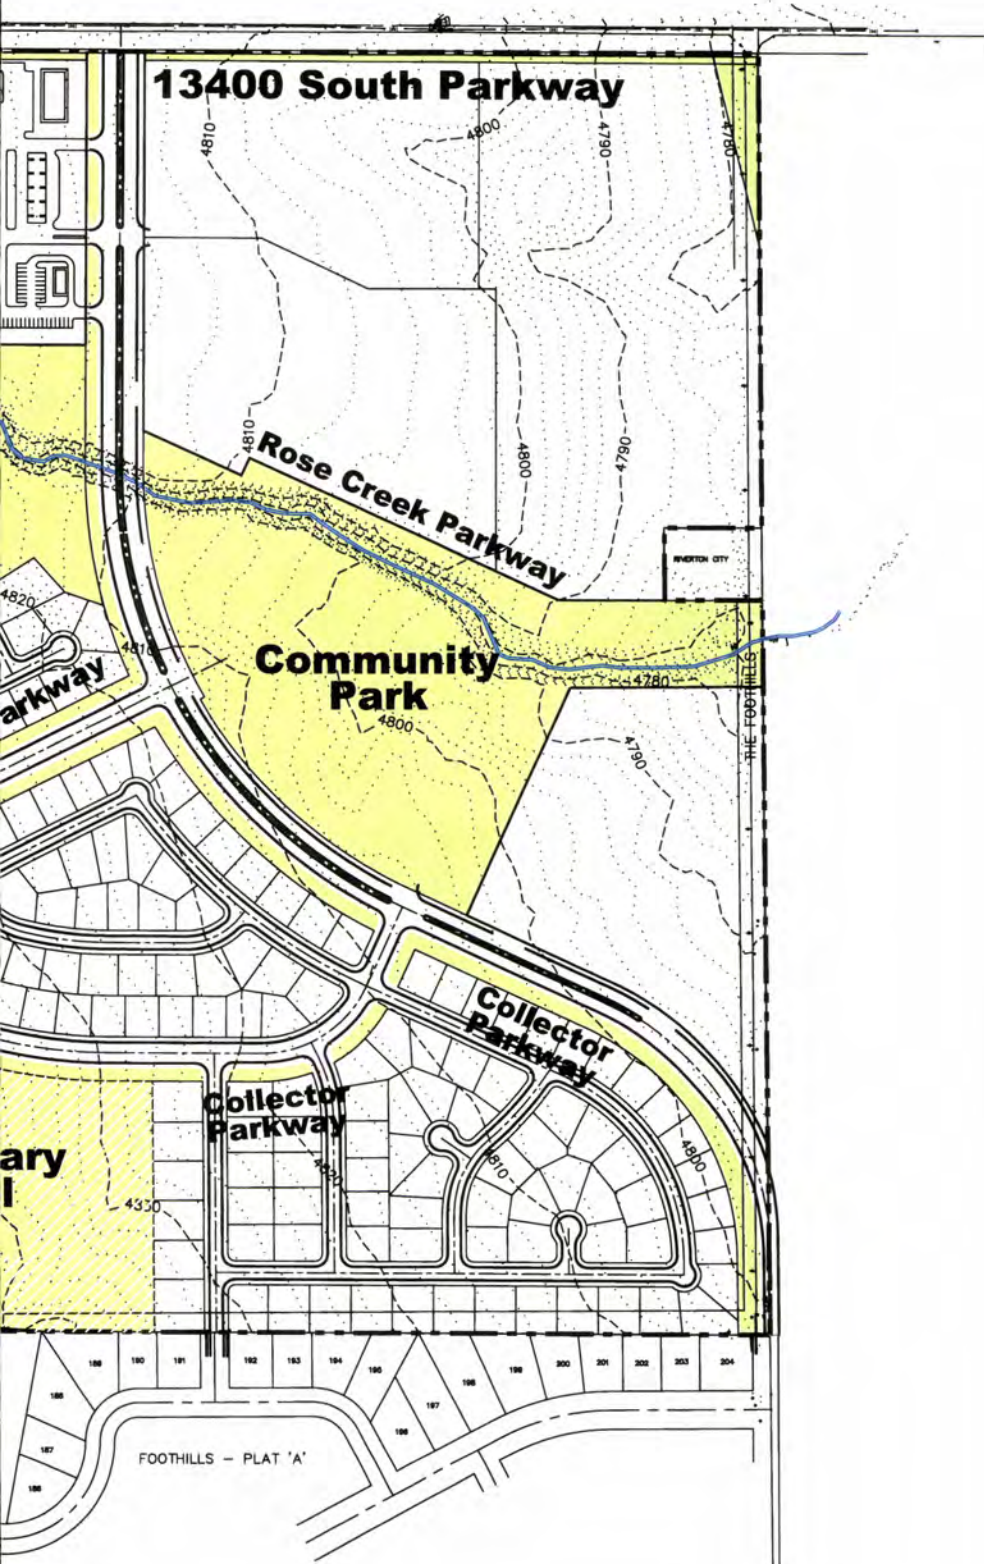 13400 South Parkway
4810
4800
4790
4780
4810
4800
4790
Rose Creek Parkway
RIVERTON CITY
4820
4810
arkway
Community
Park
4780
THE FOOTHILLS
4800
4790
Collector
Parkway
Collector
Parkway
ary
l
4820
4810
4800
4330
189
190
191
192
193
194
195
198
199
200
201
202
203
204
188
197
196
187
186
FOOTHILLS - PLAT 'A'